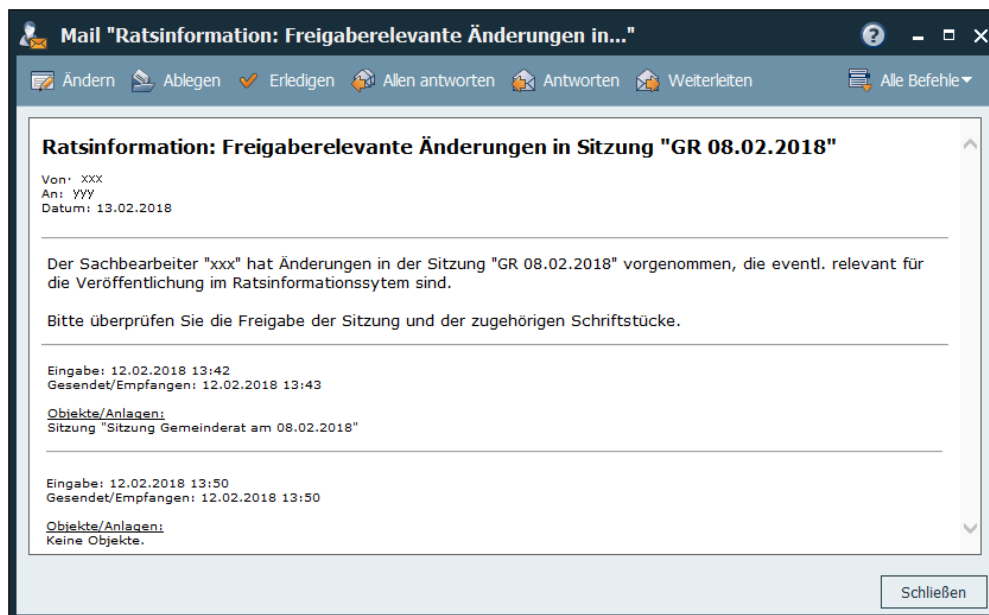 Mail "Ratsinformation: Freigaberelevante Änderungen in..."
Ändern Ablegen Erledigen Allen antworten Antworten Weiterleiten Alle Befehle
Ratsinformation: Freigaberelevante Änderungen in Sitzung "GR 08.02.2018"
Von: xxx
An: yyy
Datum: 13.02.2018
Der Sachbearbeiter "xxx" hat Änderungen in der Sitzung "GR 08.02.2018" vorgenommen, die eventl. relevant für
die Veröffentlichung im Ratsinformationssytem sind.
Bitte überprüfen Sie die Freigabe der Sitzung und der zugehörigen Schriftstücke.
Eingabe: 12.02.2018 13:42
Gesendet/Empfangen: 12.02.2018 13:43
Objekte/Anlagen:
Sitzung "Sitzung Gemeinderat am 08.02.2018"
Eingabe: 12.02.2018 13:50
Gesendet/Empfangen: 12.02.2018 13:50
Objekte/Anlagen:
Keine Objekte.
Schließen